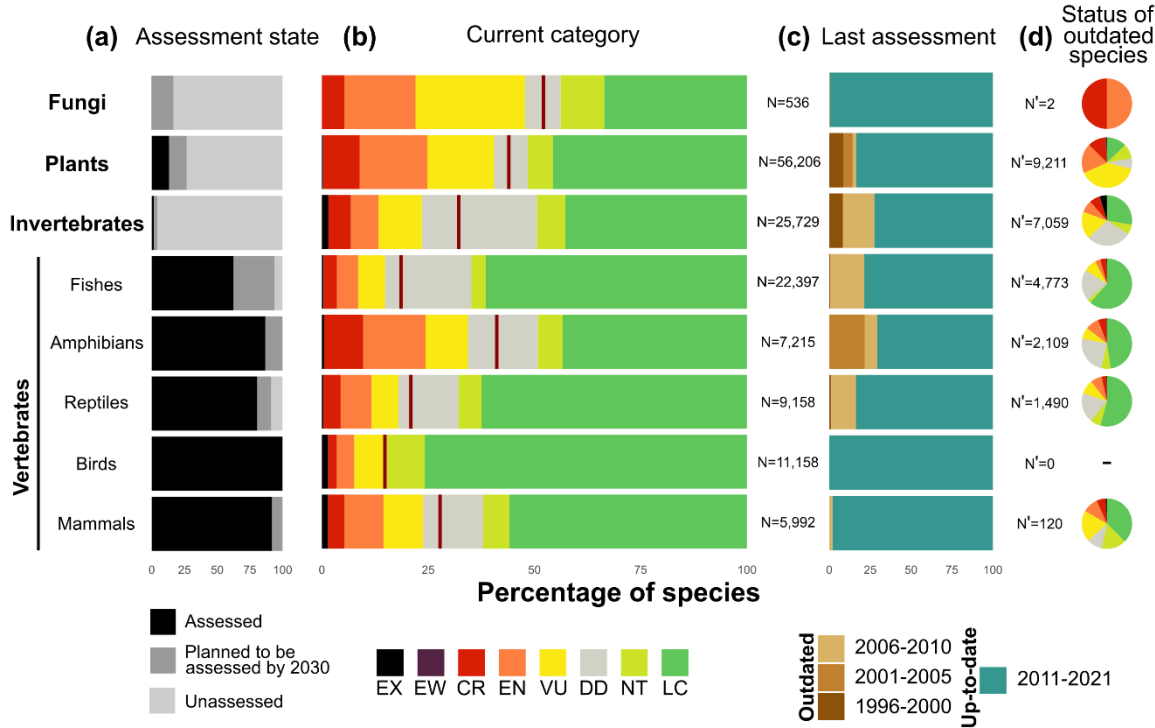 (a) Assessment state
(b) Current category
(c) Last assessment
(d) Status of
outdated
species
Fungi
N=536
N'=2
Plants
N=56,206
N'=9,211
Invertebrates
N=25,729
N'=7,059
Vertebrates
Fishes
N=22,397
N'=4,773
Amphibians
N=7,215
N'=2,109
Reptiles
N=9,158
N'=1,490
Birds
N=11,158
N'=0
-
Mammals
N=5,992
N'=120
0 25 50 75 100
0 25 50 75 100
0 25 50 75 100
Percentage of species
Assessed
Planned to be
assessed by 2030
Unassessed
EX EW CR EN VU DD NT LC
Outdated
2006-2010
2001-2005
1996-2000
Up-to-date
2011-2021